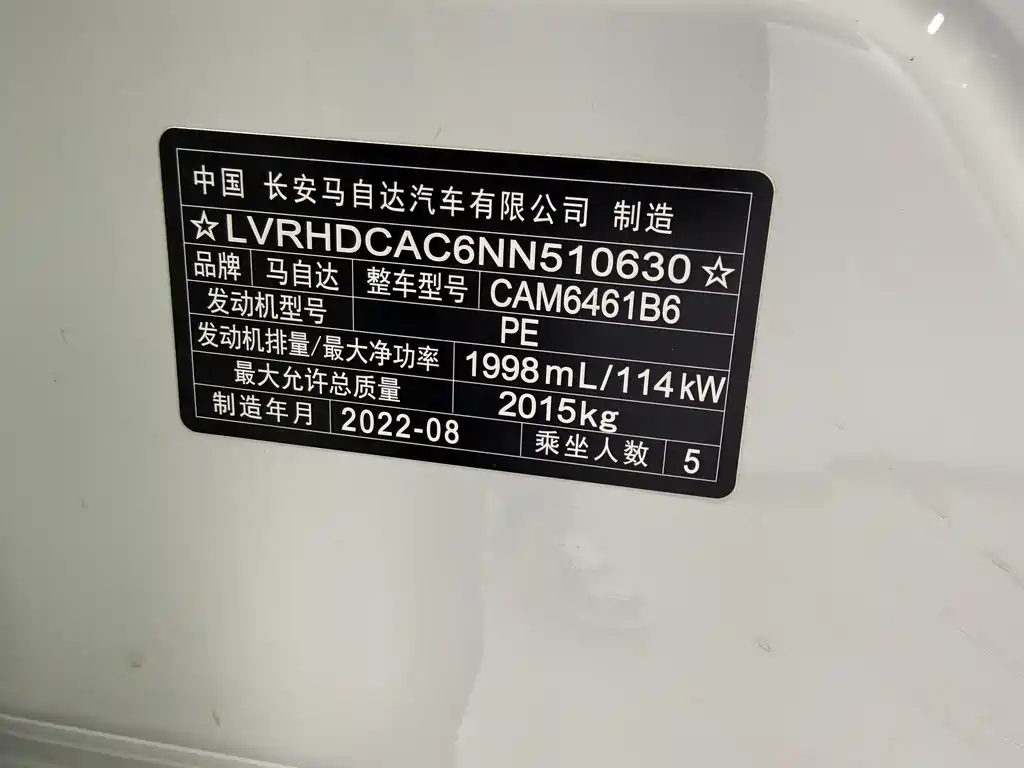 中国 长安马自达汽车有限公司 制造
☆LVRHDCAC6NN510630☆
品牌 马自达 整车型号 CAM6461B6
发动机型号 PE
发动机排量/最大净功率 1998mL/114kW
最大允许总质量 2015kg
制造年月 2022-08 乘坐人数 5